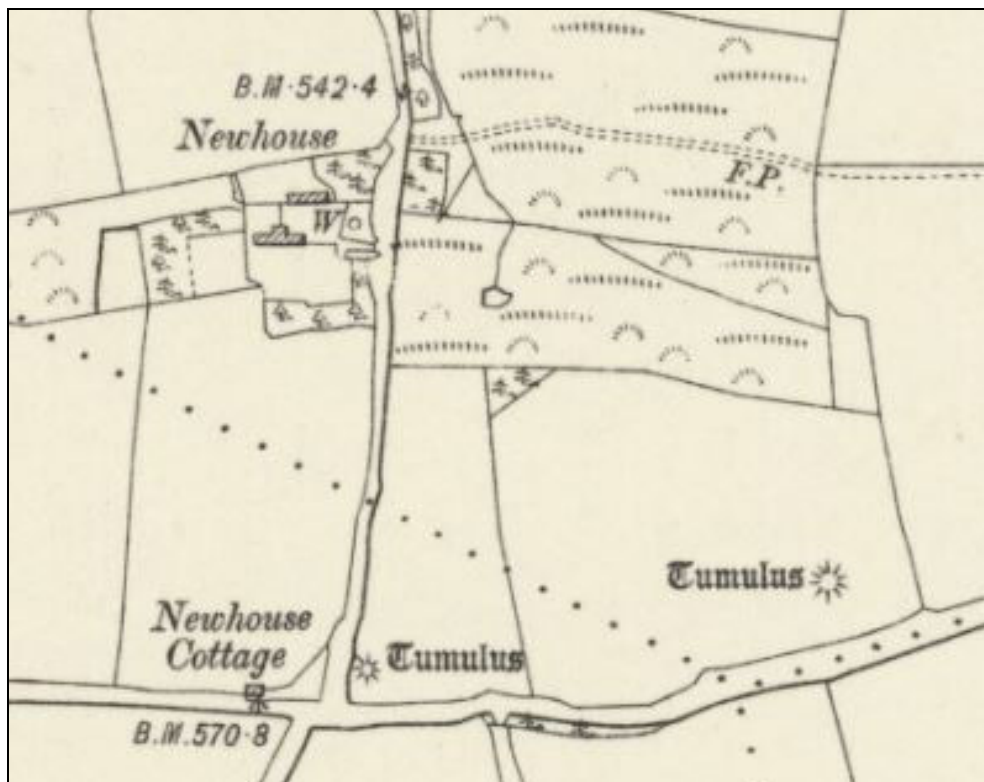 B.M.542.4
Newhouse
F.P.
W
Tumulus
Newhouse
Cottage
Tumulus
B.M.570.8